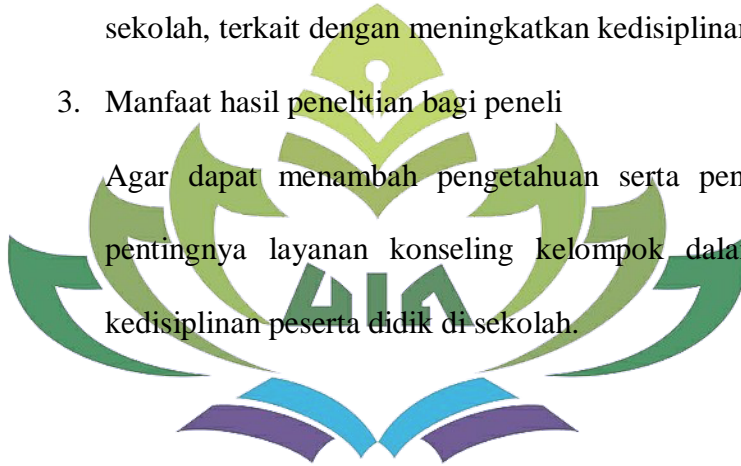 sekolah, terkait dengan meningkatkan kedisiplinan
3. Manfaat hasil penelitian bagi peneli
Agar dapat menambah pengetahuan serta pen
pentingnya layanan konseling kelompok dala
UIN
kedisiplinan peserta didik di sekolah.